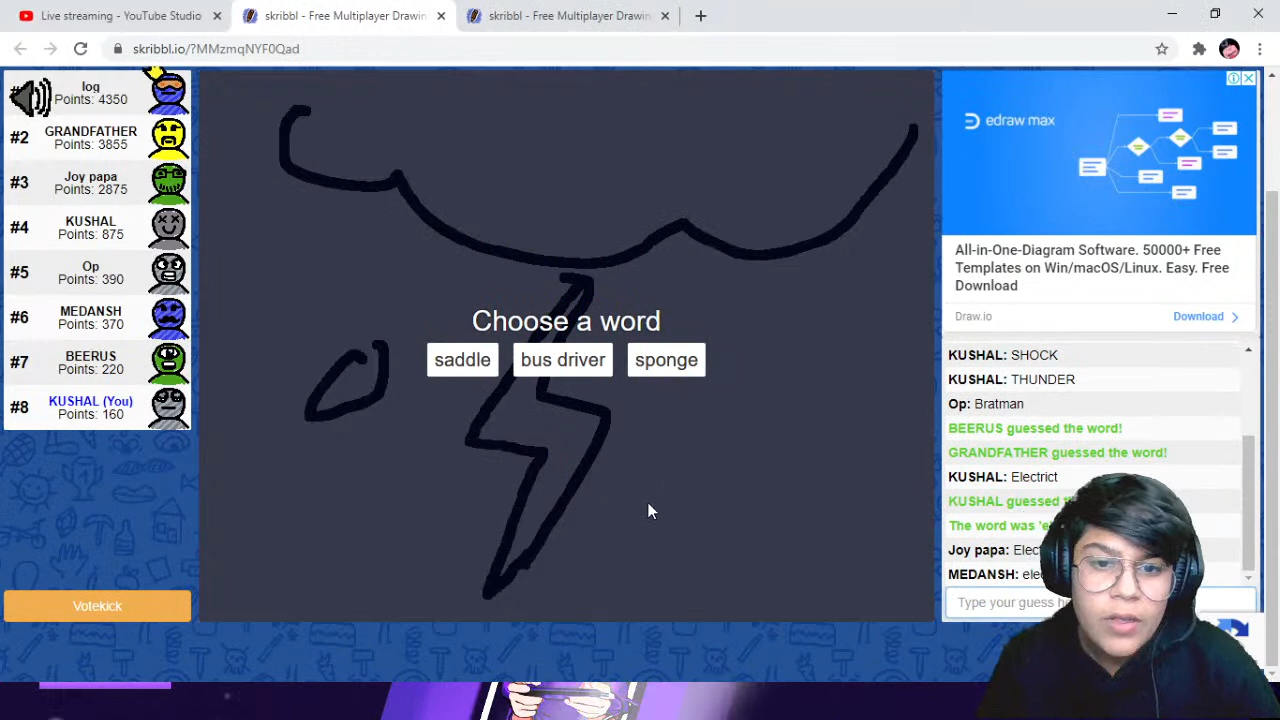 Live streaming - YouTube Studio
skribbl - Free Multiplayer Drawin
skribbl - Free Multiplayer Drawin
skribbl.io/?MMzmqNYF0Qad
log
Points: 4350
#2
GRANDFATHER
Points: 3855
#3
Joy papa
Points: 2875
#4
KUSHAL
Points: 875
#5
Op
Points: 390
#6
MEDANSH
Points: 370
#7
BEERUS
Points: 220
#8
KUSHAL (You)
Points: 160
Votekick
Choose a word
saddle
bus driver
sponge
edraw max
All-in-One-Diagram Software. 50000+ Free
Templates on Win/macOS/Linux. Easy. Free
Download
Draw.io
Download
KUSHAL: SHOCK
KUSHAL: THUNDER
Op: Bratman
BEERUS guessed the word!
GRANDFATHER guessed the word!
KUSHAL: Electrict
KUSHAL guessed
The word was
Joy papa:
MEDANSH:
Type your guess